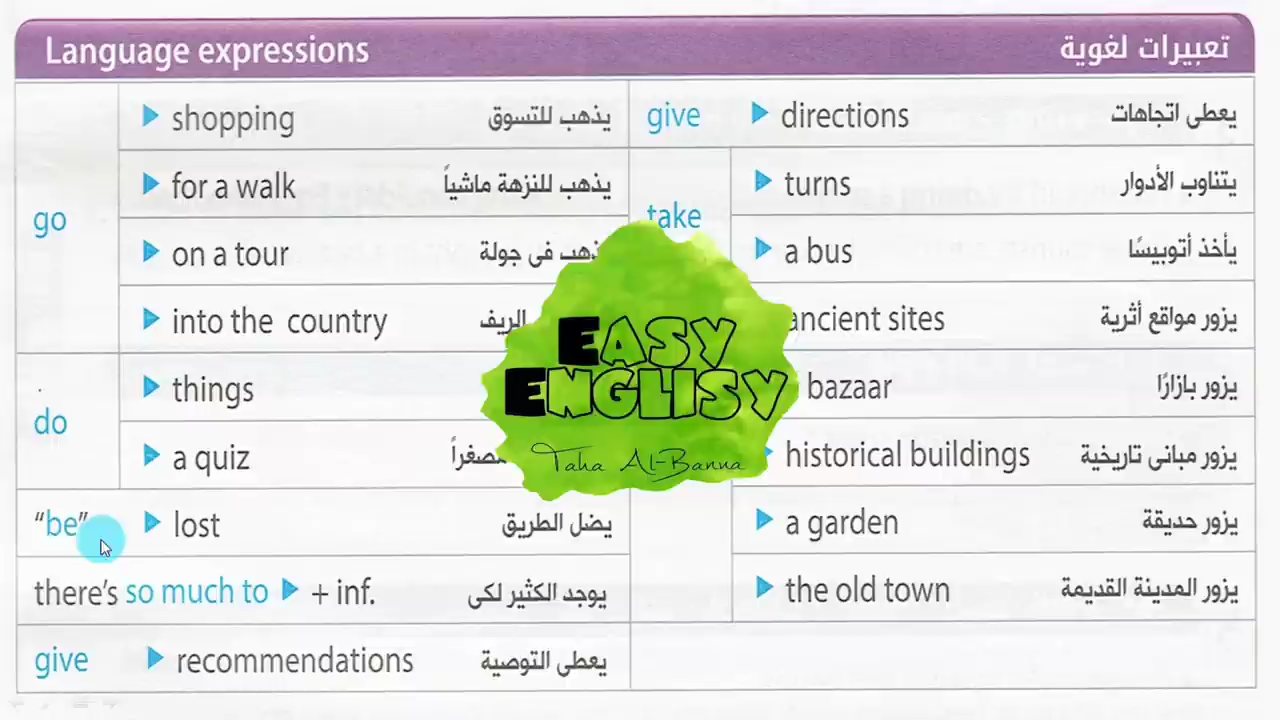 Language expressions تعبيرات لغوية
go
shopping يذهب للتسوق
for a walk يذهب للنزهة ماشياً
on a tour فى جولة
into the country الريف
do
things
a quiz
"be" lost يضل الطريق
there's so much to + inf. يوجد الكثير لكى
give recommendations يعطى التوصية
give directions يعطى اتجاهات
take
turns يتناوب الأدوار
a bus يأخذ أتوبيسًا
ancient sites يزور مواقع أثرية
bazaar يزور بازارًا
historical buildings يزور مبانى تاريخية
a garden يزور حديقة
the old town يزور المدينة القديمة
EASY
ENGLISY
Taha Al-Banna